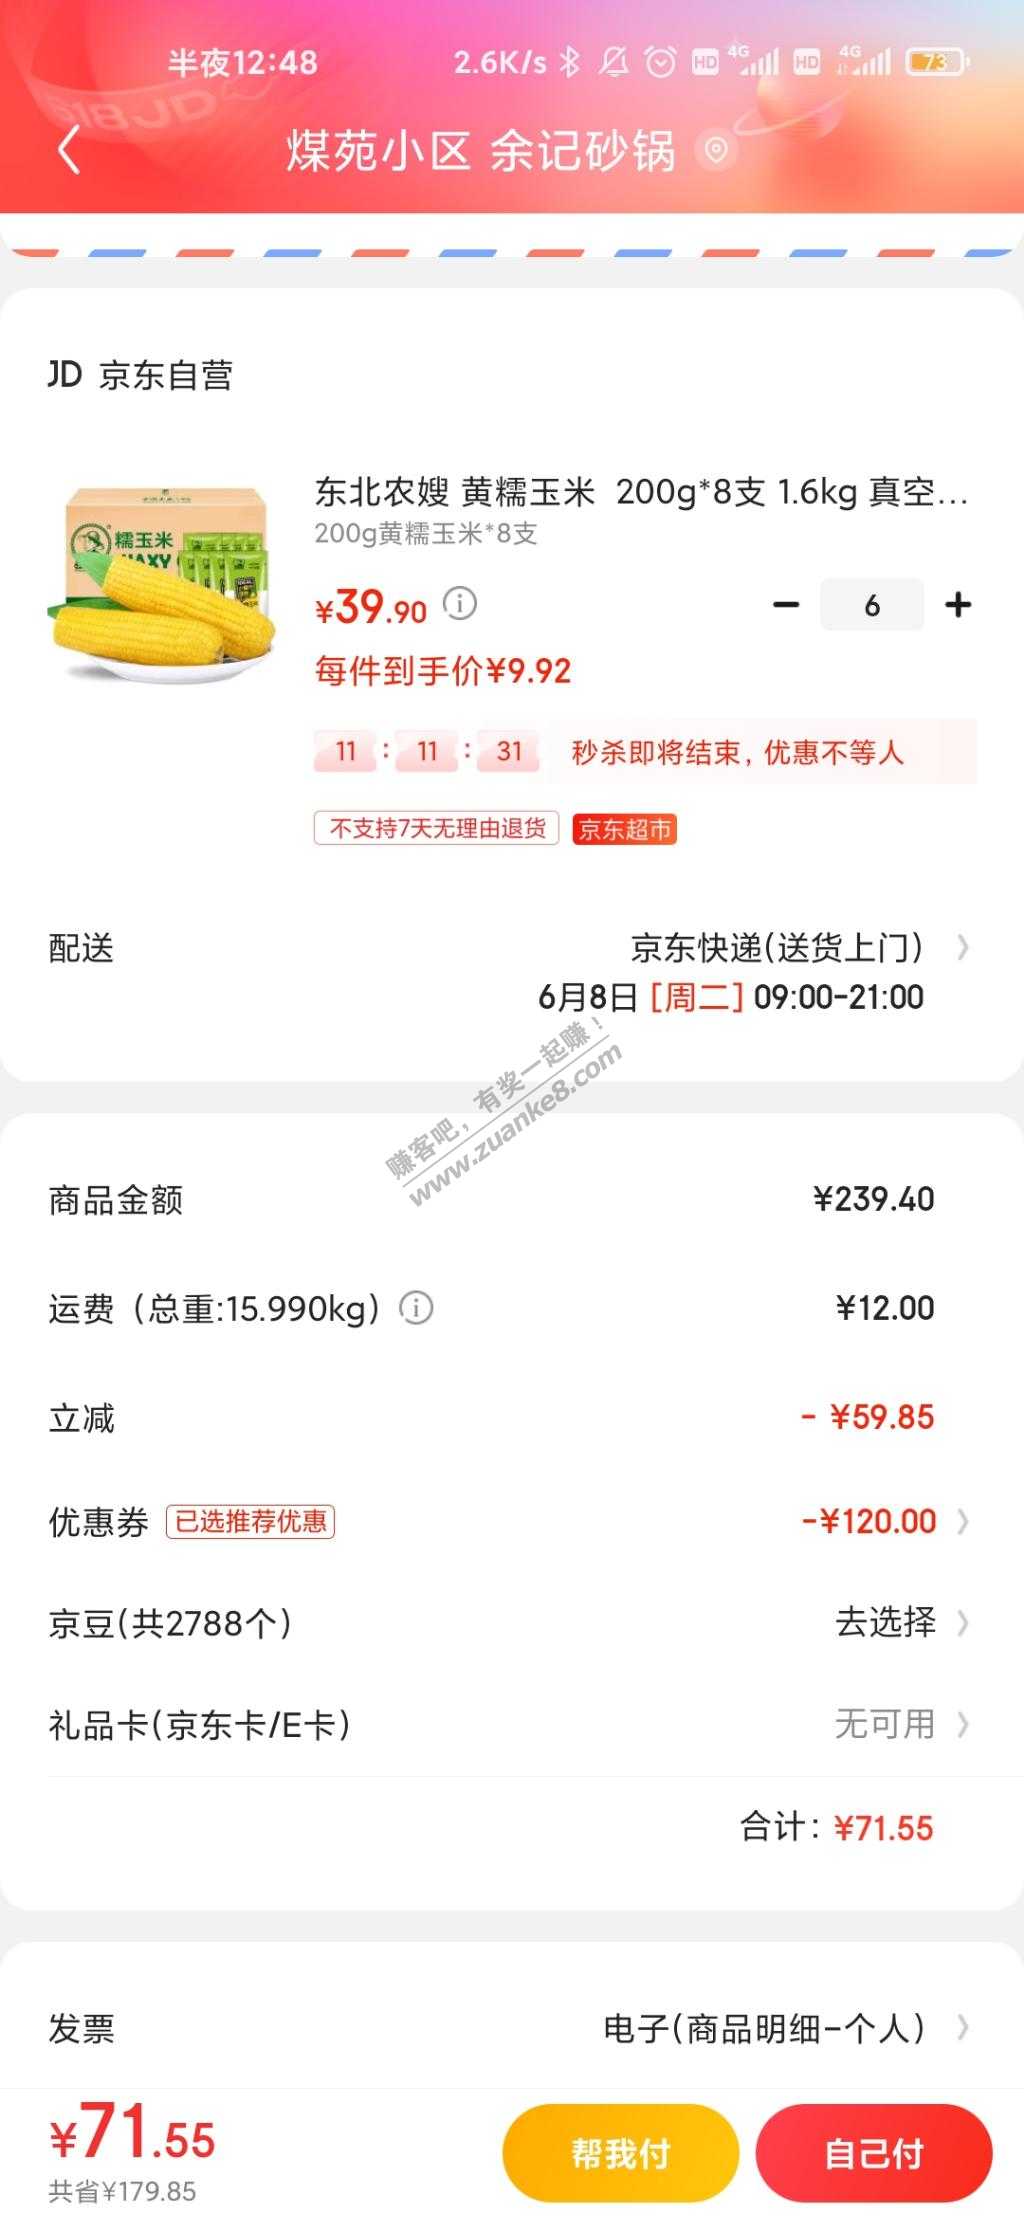 半夜12:48 2.6K/s HD 4G HD 4G 73
618JD
煤苑小区 余记砂锅
JD 京东自营
糯玉米
WAXY
东北农嫂 黄糯玉米 200g*8支 1.6kg 真空...
200g黄糯玉米*8支
¥39.90
6
每件到手价¥9.92
11 : 11 : 31 秒杀即将结束，优惠不等人
不支持7天无理由退货 京东超市
配送 京东快递(送货上门)
6月8日 [周二] 09:00-21:00
赚客吧，有奖一起赚！
www.zuanke8.com
商品金额 ¥239.40
运费（总重:15.990kg） ¥12.00
立减 - ¥59.85
优惠券 已选推荐优惠 -¥120.00
京豆(共2788个) 去选择
礼品卡(京东卡/E卡) 无可用
合计: ¥71.55
发票 电子(商品明细-个人)
¥71.55
共省¥179.85
帮我付
自己付